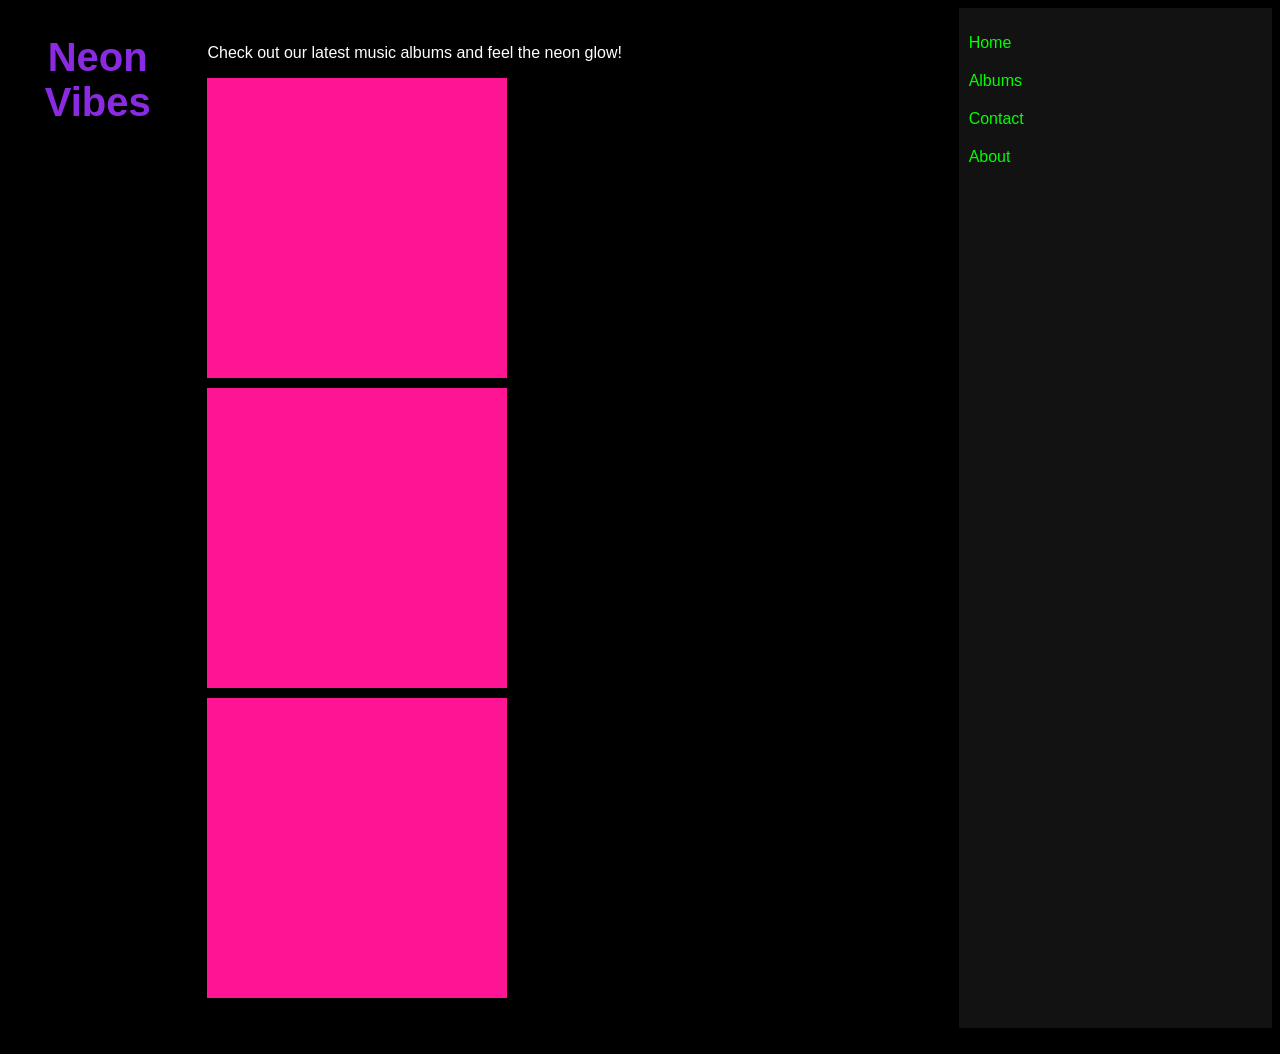 Neon
Vibes
Check out our latest music albums and feel the neon glow!
Home
Albums
Contact
About